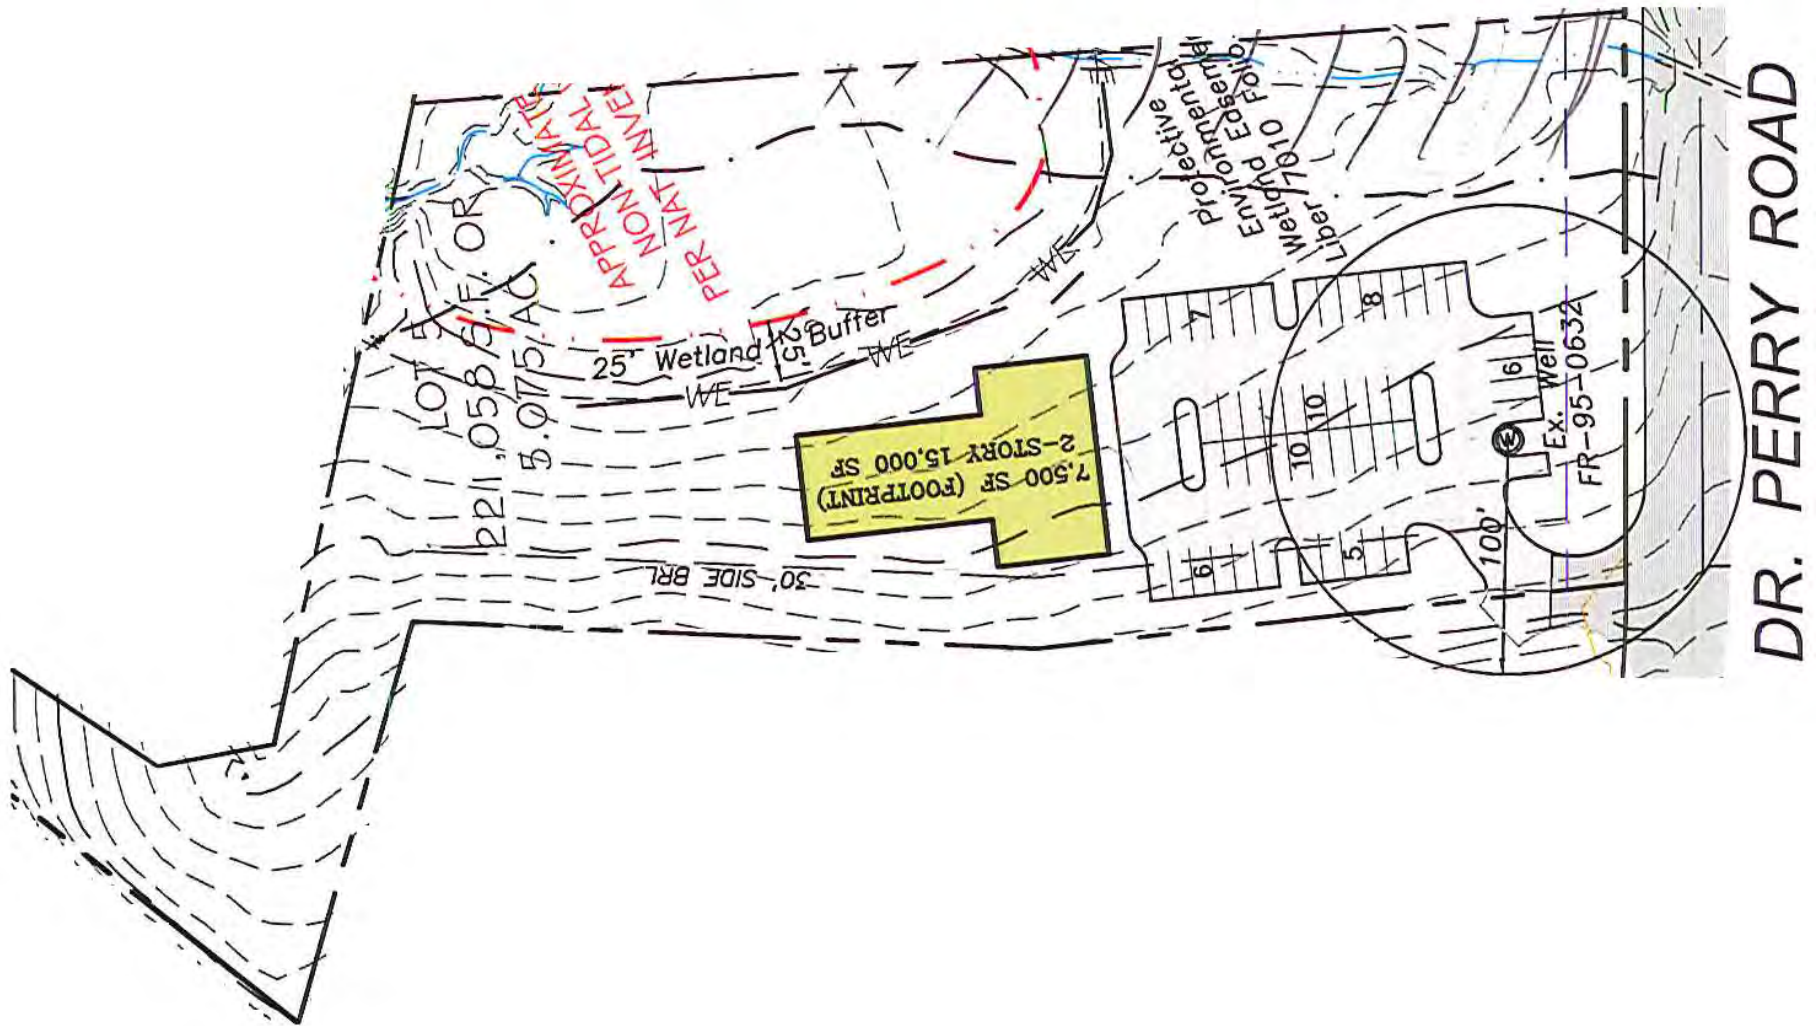 LOT 5
221,058 S.F. OR
5.075 AC
APPROXIMATE
NON TIDAL
PER NAT INVE
25' Wetland Buffer
25'
WE
WE
WE
7,500 SF (FOOTPRINT)
2-STORY 15,000 SF
30' SIDE BRL
Protective
Environmental
Wetland Easement
Liber 7010 Folio
7
8
6
10
10
6
5
Ex. Well
FR-95-0632
W
100'
DR. PERRY ROAD